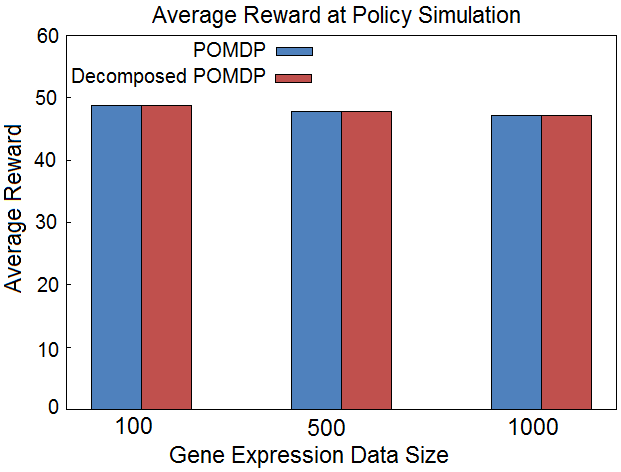 Average Reward at Policy Simulation
60
50
40
30
20
10
0
Average Reward
POMDP
Decomposed POMDP
100 500 1000
Gene Expression Data Size